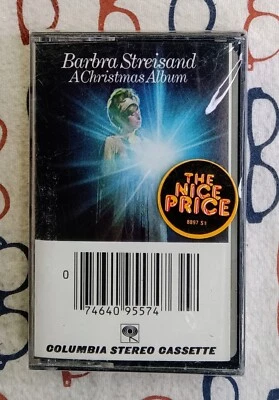 Barbra Streisand
A Christmas Album
THE
NICE
PRICE
0
74640 95574
COLUMBIA STEREO CASSETTE